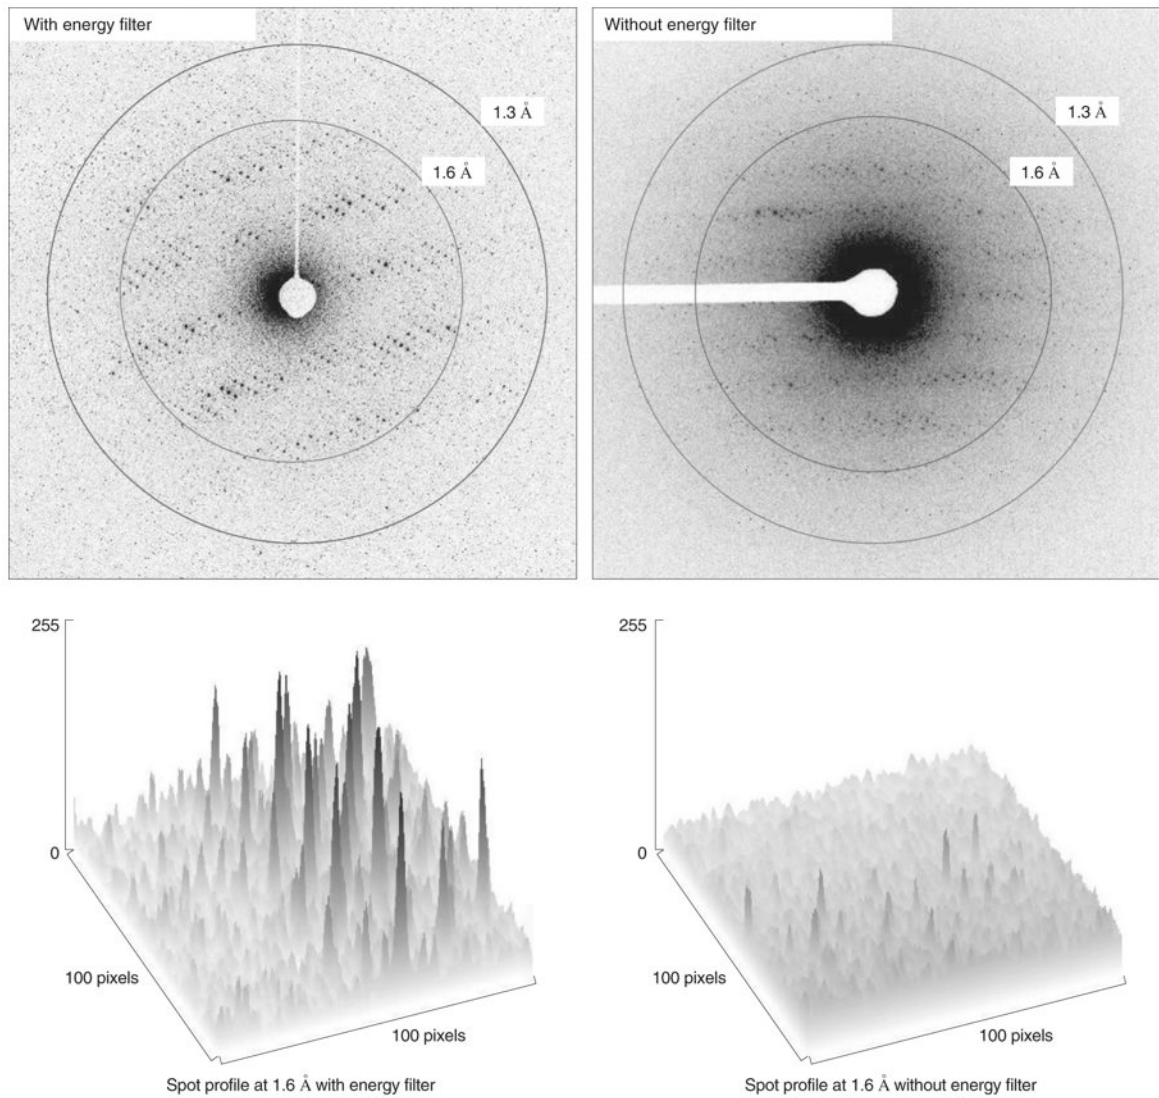 With energy filter
Without energy filter
1.3 Å
1.6 Å
1.3 Å
1.6 Å
255
0
100 pixels
100 pixels
Spot profile at 1.6 Å with energy filter
255
0
100 pixels
100 pixels
Spot profile at 1.6 Å without energy filter